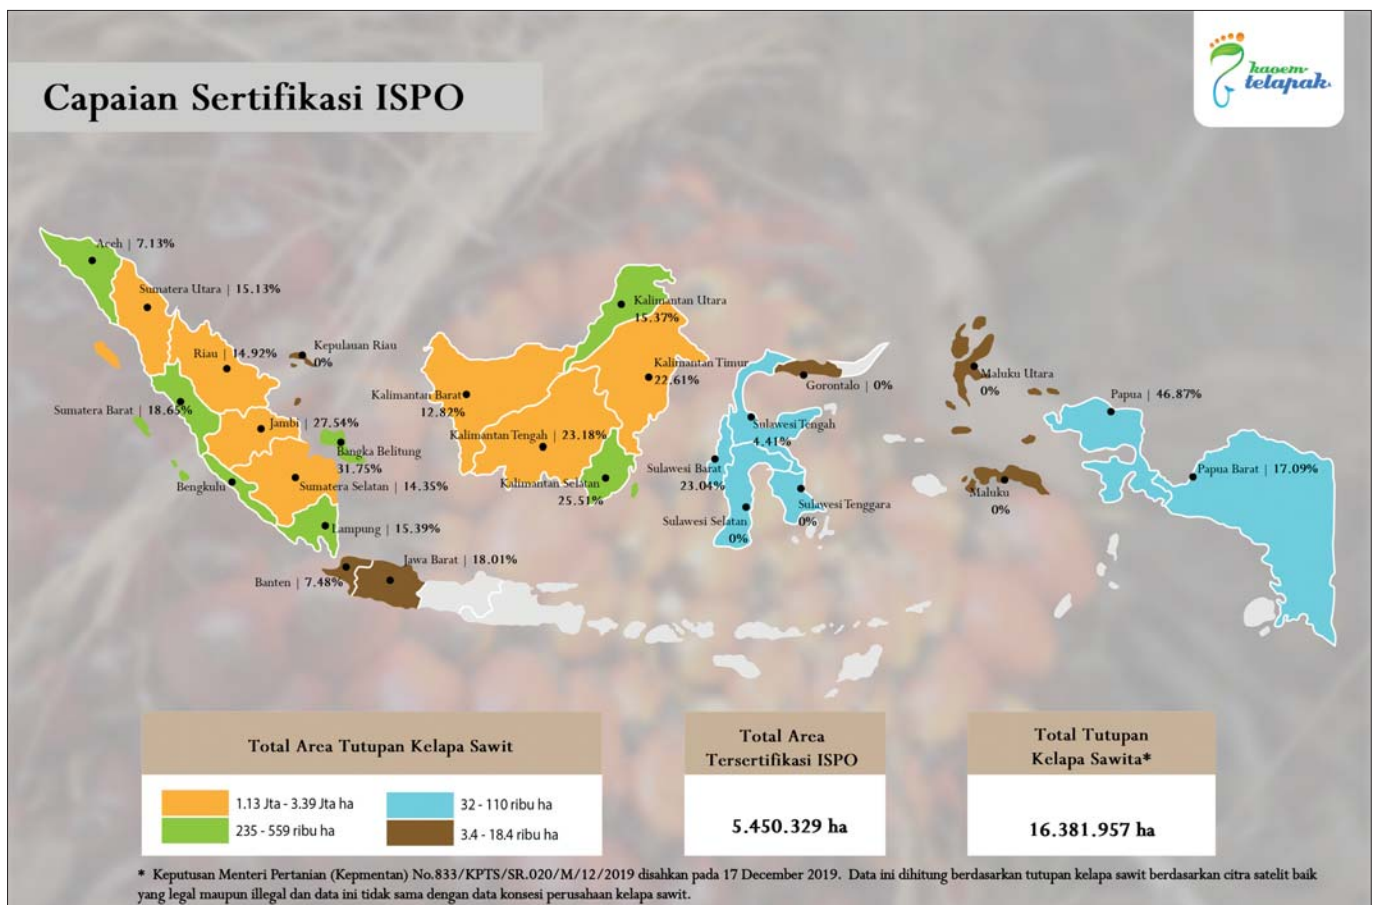 Capaian Sertifikasi ISPO
kaoem
telapak
Aceh | 7.13%
Sumatera Utara | 15.13%
Riau | 14.92%
Kepulauan Riau
0%
Sumatera Barat | 18.65%
Jambi | 27.54%
Bangka Belitung
31.75%
Bengkulu
Sumatera Selatan | 14.35%
Lampung | 15.39%
Banten | 7.48%
Jawa Barat | 18.01%
Kalimantan Utara
15.37%
Kalimantan Timur
22.61%
Kalimantan Barat
12.82%
Kalimantan Tengah | 23.18%
Kalimantan Selatan
25.51%
Gorontalo | 0%
Sulawesi Tengah
4.41%
Sulawesi Barat
23.04%
Sulawesi Tenggara
0%
Sulawesi Selatan
0%
Maluku Utara
0%
Maluku
0%
Papua | 46.87%
Papua Barat | 17.09%
Total Area Tutupan Kelapa Sawit
1.13 Jta - 3.39 Jta ha
235 - 559 ribu ha
32 - 110 ribu ha
3.4 - 18.4 ribu ha
Total Area
Tersertifikasi ISPO
5.450.329 ha
Total Tutupan
Kelapa Sawita*
16.381.957 ha
* Keputusan Menteri Pertanian (Kepmentan) No.833/KPTS/SR.020/M/12/2019 disahkan pada 17 December 2019. Data ini dihitung berdasarkan tutupan kelapa sawit berdasarkan citra satelit baik
yang legal maupun illegal dan data ini tidak sama dengan data konsesi perusahaan kelapa sawit.